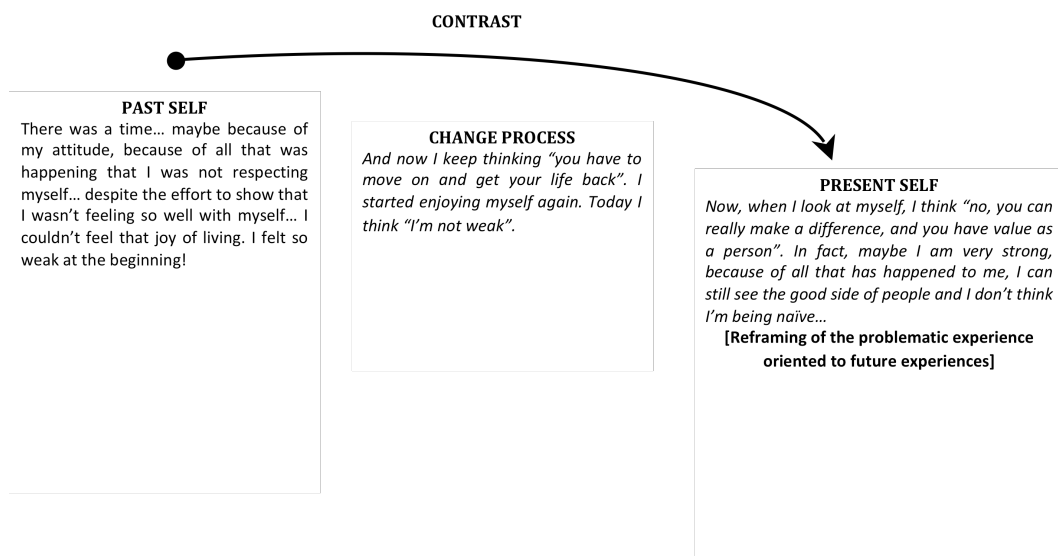 CONTRAST
PAST SELF
There was a time… maybe because of
my attitude, because of all that was
happening that I was not respecting
myself… despite the effort to show that
I wasn’t feeling so well with myself… I
couldn’t feel that joy of living. I felt so
weak at the beginning!
CHANGE PROCESS
And now I keep thinking “you have to
move on and get your life back”. I
started enjoying myself again. Today I
think “I’m not weak”.
PRESENT SELF
Now, when I look at myself, I think “no, you can
really make a difference, and you have value as
a person”. In fact, maybe I am very strong,
because of all that has happened to me, I can
still see the good side of people and I don’t think
I’m being naïve…
[Reframing of the problematic experience
oriented to future experiences]